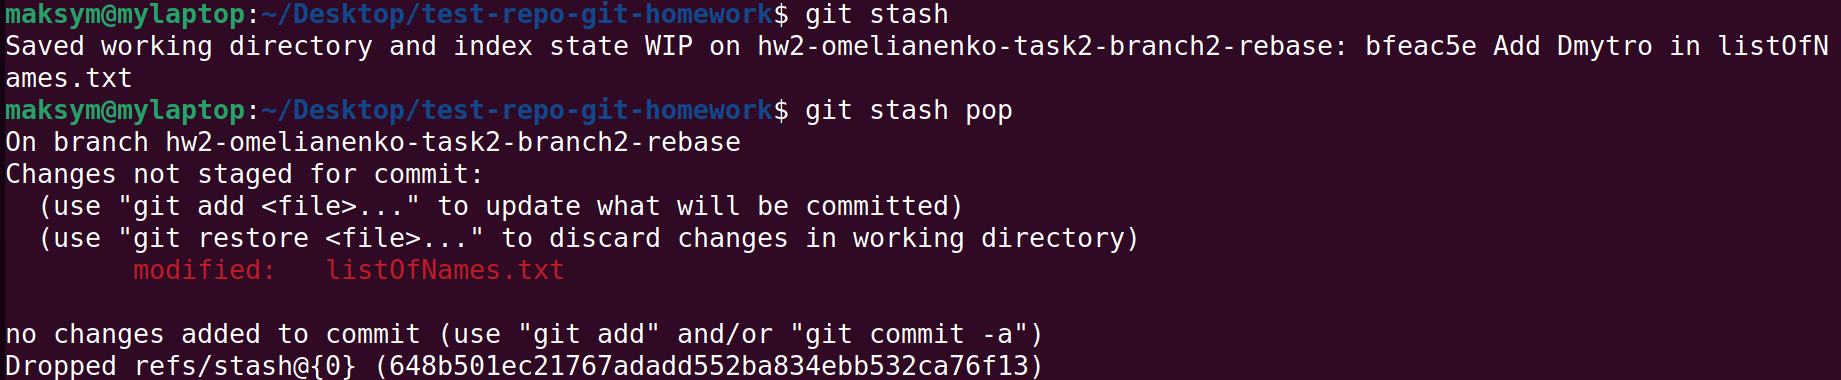 maksym@mylaptop:~/Desktop/test-repo-git-homework$ git stash
Saved working directory and index state WIP on hw2-omelianenko-task2-branch2-rebase: bfeac5e Add Dmytro in listOfN
ames.txt
maksym@mylaptop:~/Desktop/test-repo-git-homework$ git stash pop
On branch hw2-omelianenko-task2-branch2-rebase
Changes not staged for commit:
  (use "git add <file>..." to update what will be committed)
  (use "git restore <file>..." to discard changes in working directory)
        modified:   listOfNames.txt

no changes added to commit (use "git add" and/or "git commit -a")
Dropped refs/stash@{0} (648b501ec21767adadd552ba834ebb532ca76f13)